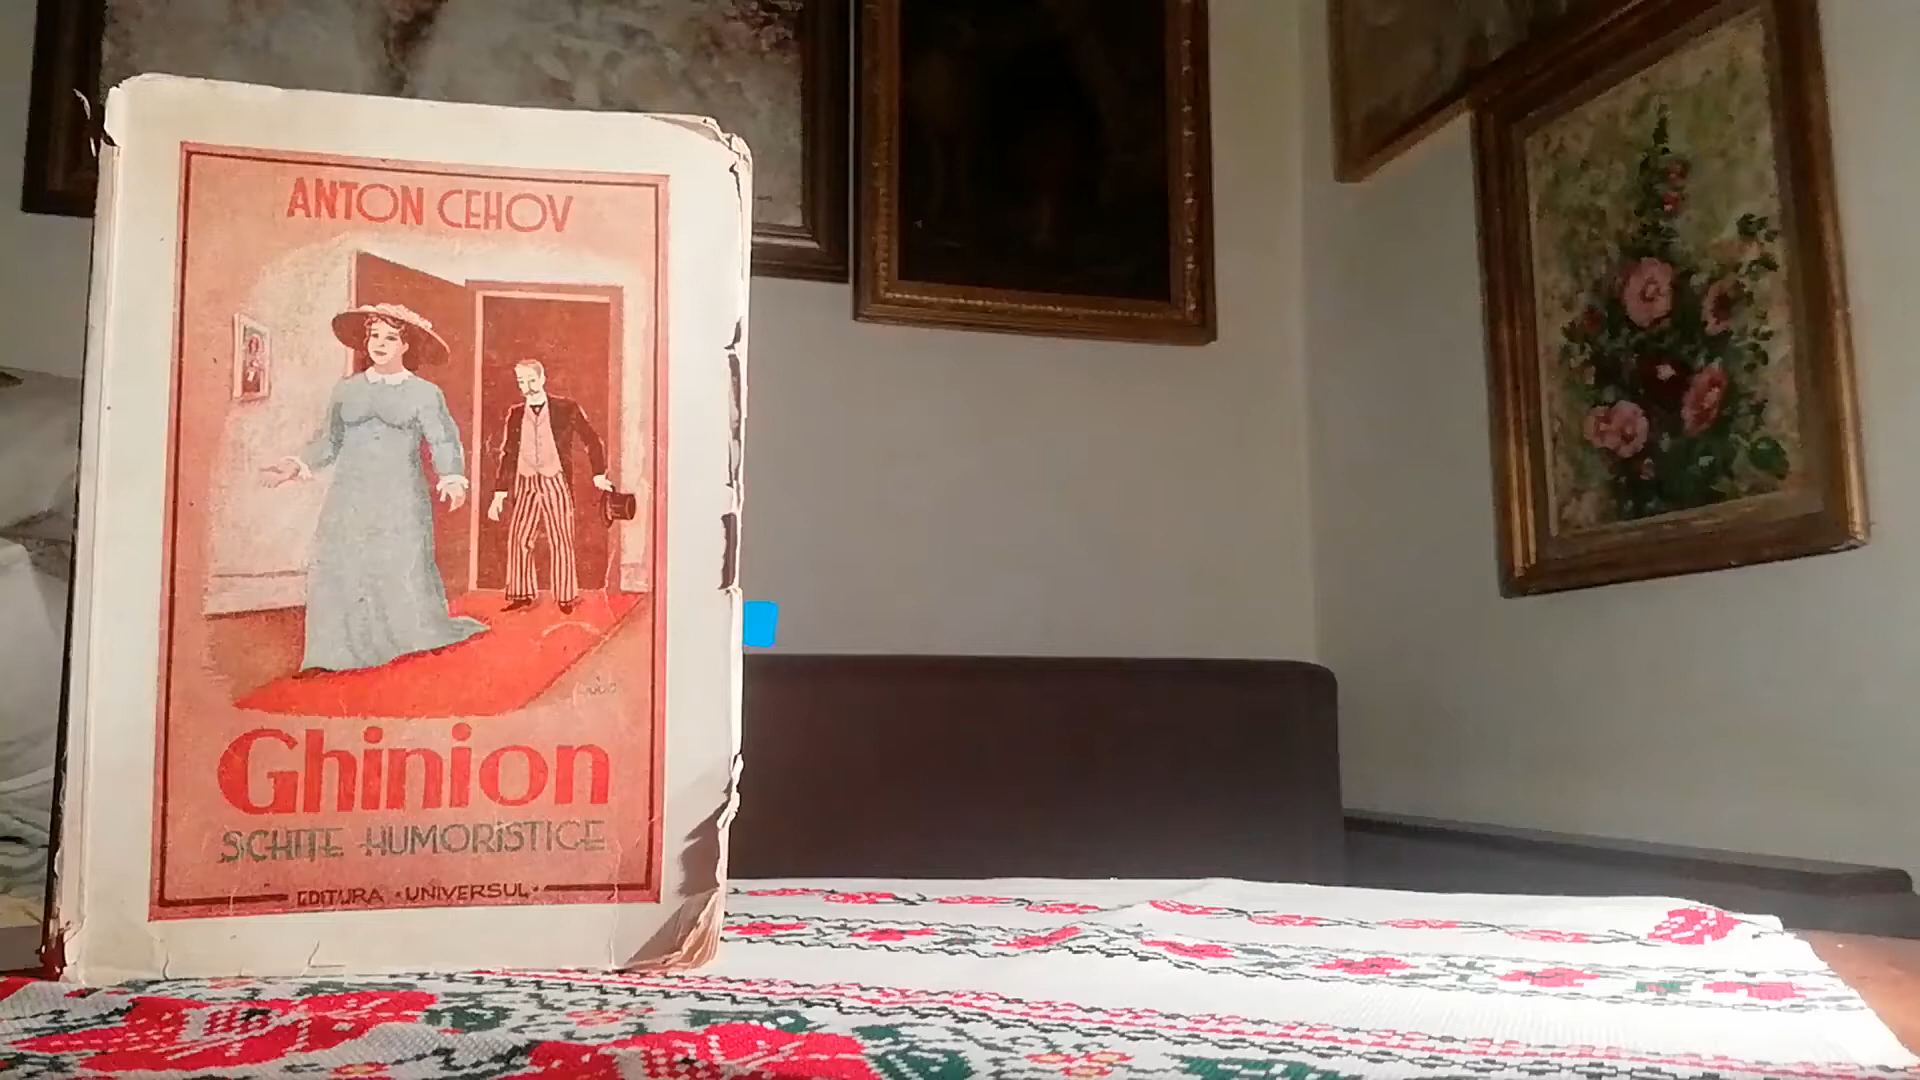 ANTON CEHOV
Ghinion
SCHITE HUMORISTICE
EDITURA •UNIVERSUL•